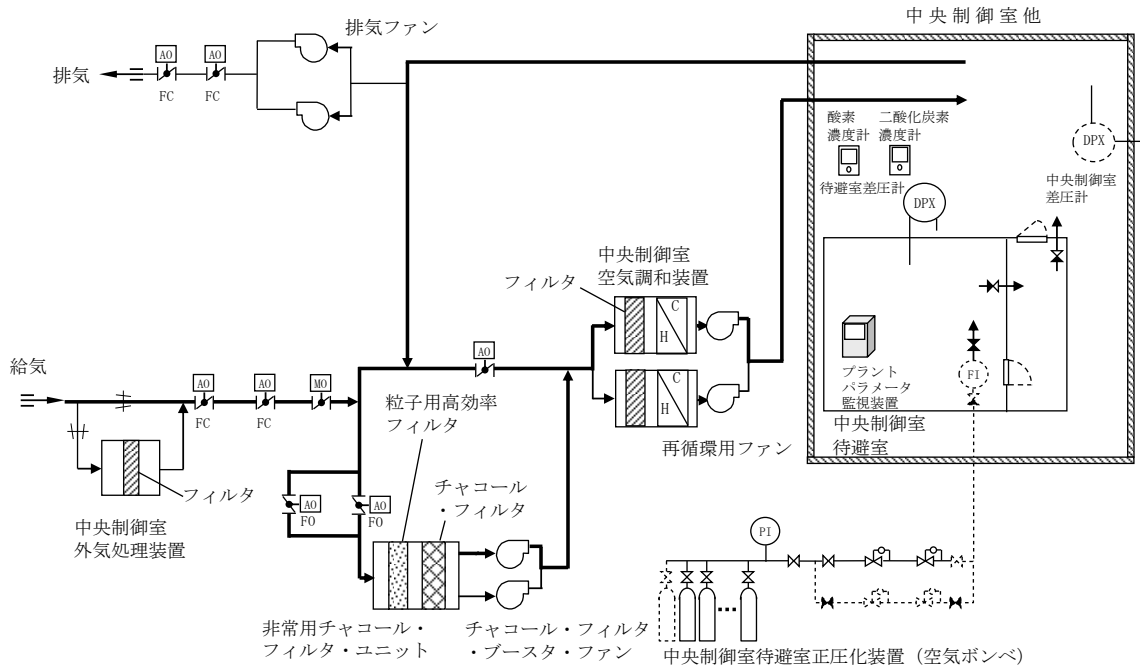 中央制御室他
排気ファン
AO
AO
排気
FC
FC
酸素
濃度計
二酸化炭素
濃度計
DPX
中央制御室
差圧計
待避室差圧計
DPX
中央制御室
空気調和装置
フィルタ
C
H
C
H
AO
給気
AO
AO
MO
FC
FC
粒子用高効率
フィルタ
再循環用ファン
プラント
パラメータ
監視装置
FI
中央制御室
待避室
フィルタ
中央制御室
外気処理装置
AO
FO
AO
FO
チャコール
・フィルタ
PI
非常用チャコール・
フィルタ・ユニット
チャコール・フィルタ
・ブースタ・ファン
中央制御室待避室正圧化装置（空気ボンベ）